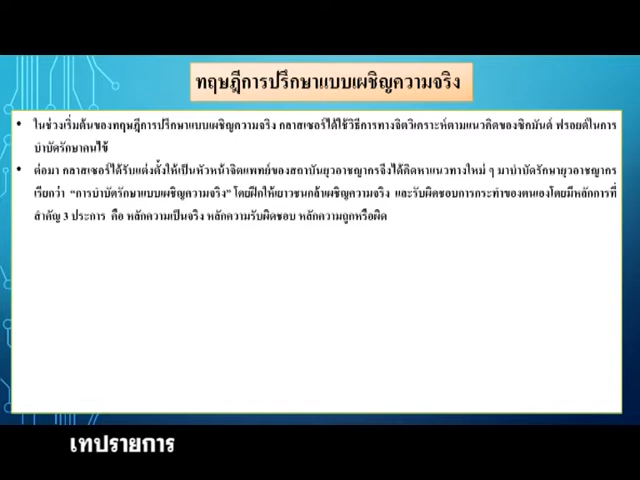 ทฤษฎีการปรึกษาแบบเผชิญความจริง
• ในช่วงเริ่มต้นของทฤษฎีการปรึกษาแบบเผชิญความจริง กลาสเซอร์ได้ใช้วิธีการทางจิตวิเคราะห์ตามแนวคิดของซิกมันด์ ฟรอยด์ในการ
บำบัดรักษาคนไข้
• ต่อมา กลาสเซอร์ได้รับแต่งตั้งให้เป็นหัวหน้าจิตแพทย์ของสถาบันยุวอาชญากรจึงได้คิดหาแนวทางใหม่ ๆ มาบำบัดรักษายุวอาชญากร
เรียกว่า “การบำบัดรักษาแบบเผชิญความจริง” โดยฝึกให้เยาวชนกล้าเผชิญความจริง และรับผิดชอบการกระทำของตนเองโดยมีหลักการที่
สำคัญ 3 ประการ คือ หลักความเป็นจริง หลักความรับผิดชอบ หลักความถูกหรือผิด
เทปรายการ